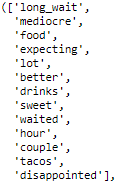 (['long_wait',
'mediocre',
'food',
'expecting',
'lot',
'better',
'drinks',
'sweet',
'waited',
'hour',
'couple',
'tacos',
'disappointed'],